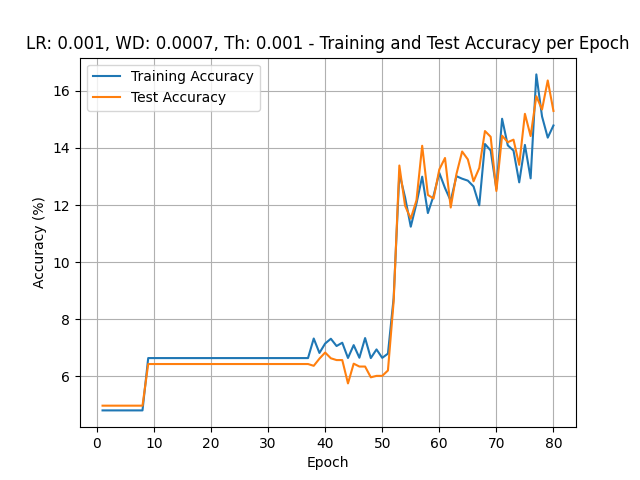 LR: 0.001, WD: 0.0007, Th: 0.001 - Training and Test Accuracy per Epoch
Training Accuracy
Test Accuracy
16
14
12
10
8
6
Accuracy (%)
0 10 20 30 40 50 60 70 80
Epoch